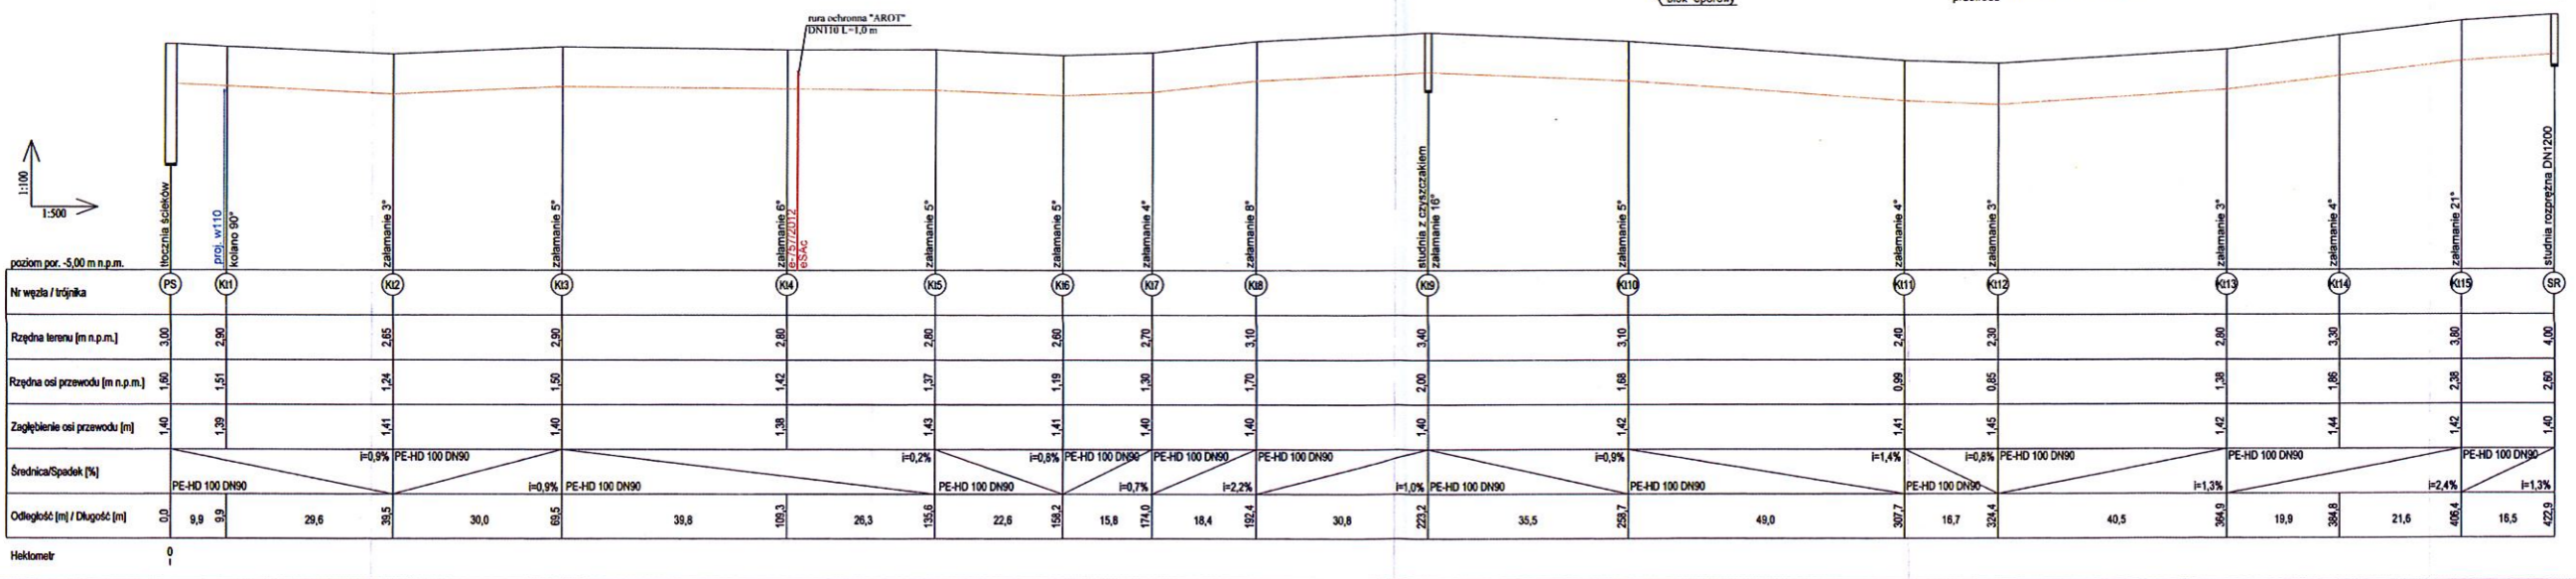 blok oporowy
rura ochronna "AROT"
DN110 L=1,0 m
1:100
1:500
tłocznia ścieków
proj. w110
kolano 90°
załamanie 3°
załamanie 5°
załamanie 6°
e-757/2012
eSAc
załamanie 5°
załamanie 5°
załamanie 4°
załamanie 8°
studnia z czyszczakiem
załamanie 16°
załamanie 5°
załamanie 4°
załamanie 3°
załamanie 3°
załamanie 4°
załamanie 21°
studnia rozprężna DN1200
poziom por. -5,00 m n.p.m.
Nr węzła / trójnika PS Kt1 Kt2 Kt3 Kt4 Kt5 Kt6 Kt7 Kt8 Kt9 Kt10 Kt11 Kt12 Kt13 Kt14 Kt15 SR
Rzędna terenu [m n.p.m.] 3,00 2,90 2,65 2,90 2,80 2,80 2,60 2,70 3,10 3,40 3,10 2,40 2,30 2,80 3,30 3,80 4,00
Rzędna osi przewodu [m n.p.m.] 1,60 1,51 1,24 1,50 1,42 1,37 1,19 1,30 1,70 2,00 1,68 0,99 0,85 1,38 1,86 2,38 2,60
Zagłębienie osi przewodu [m] 1,40 1,39 1,41 1,40 1,38 1,43 1,41 1,40 1,40 1,40 1,42 1,41 1,45 1,42 1,44 1,42 1,40
i=0,9% PE-HD 100 DN90 i=0,2% i=0,8% PE-HD 100 DN90 PE-HD 100 DN90 PE-HD 100 DN90 i=0,9% i=1,4% i=0,8% PE-HD 100 DN90 PE-HD 100 DN90 PE-HD 100 DN90
Średnica/Spadek [%]
PE-HD 100 DN90 i=0,9% PE-HD 100 DN90 PE-HD 100 DN90 i=0,7% i=2,2% i=1,0% PE-HD 100 DN90 PE-HD 100 DN90 PE-HD 100 DN90 i=1,3% i=2,4% i=1,3%
Odległość [m] / Długość [m] 0,0 9,9 9,9 29,6 39,5 30,0 69,5 39,8 109,3 26,3 135,6 22,6 158,2 15,8 174,0 18,4 192,4 30,8 223,2 35,5 258,7 49,0 307,7 16,7 324,4 40,5 364,9 19,9 384,8 21,6 406,4 16,5 422,9
Hektometr 0